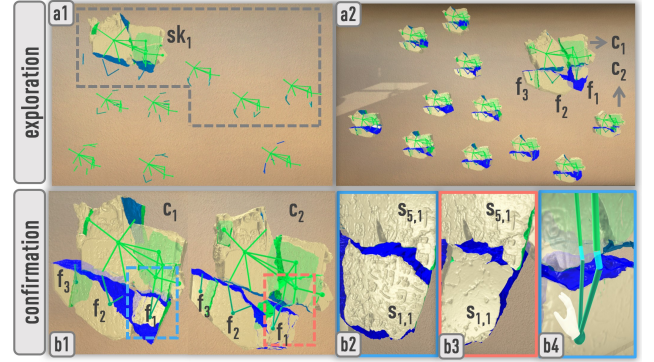 exploration
a1
sk1
a2
c1
c2
f3
f2
f1
confirmation
b1
c1
c2
f3
f2
f1
f3
f2
f1
b2
s5,1
s1,1
b3
s5,1
s1,1
b4